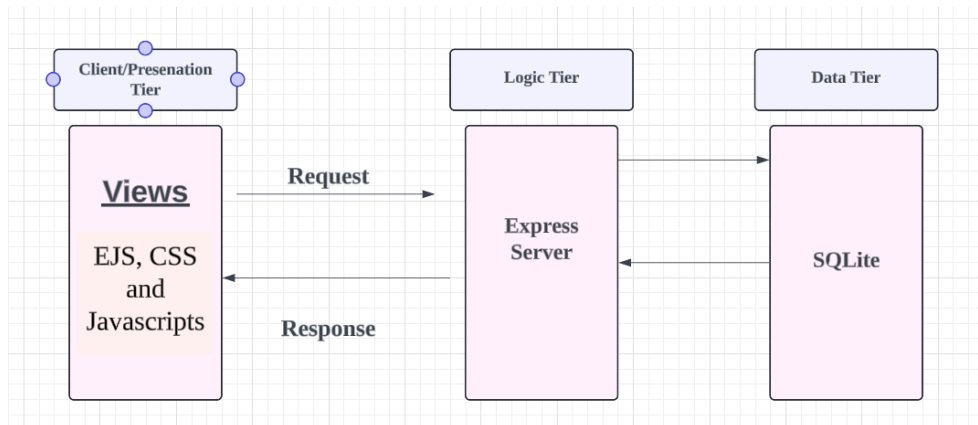 Client/Presenation
Tier
Logic Tier
Data Tier
Views
EJS, CSS
and
Javascripts
Request
Response
Express
Server
SQLite